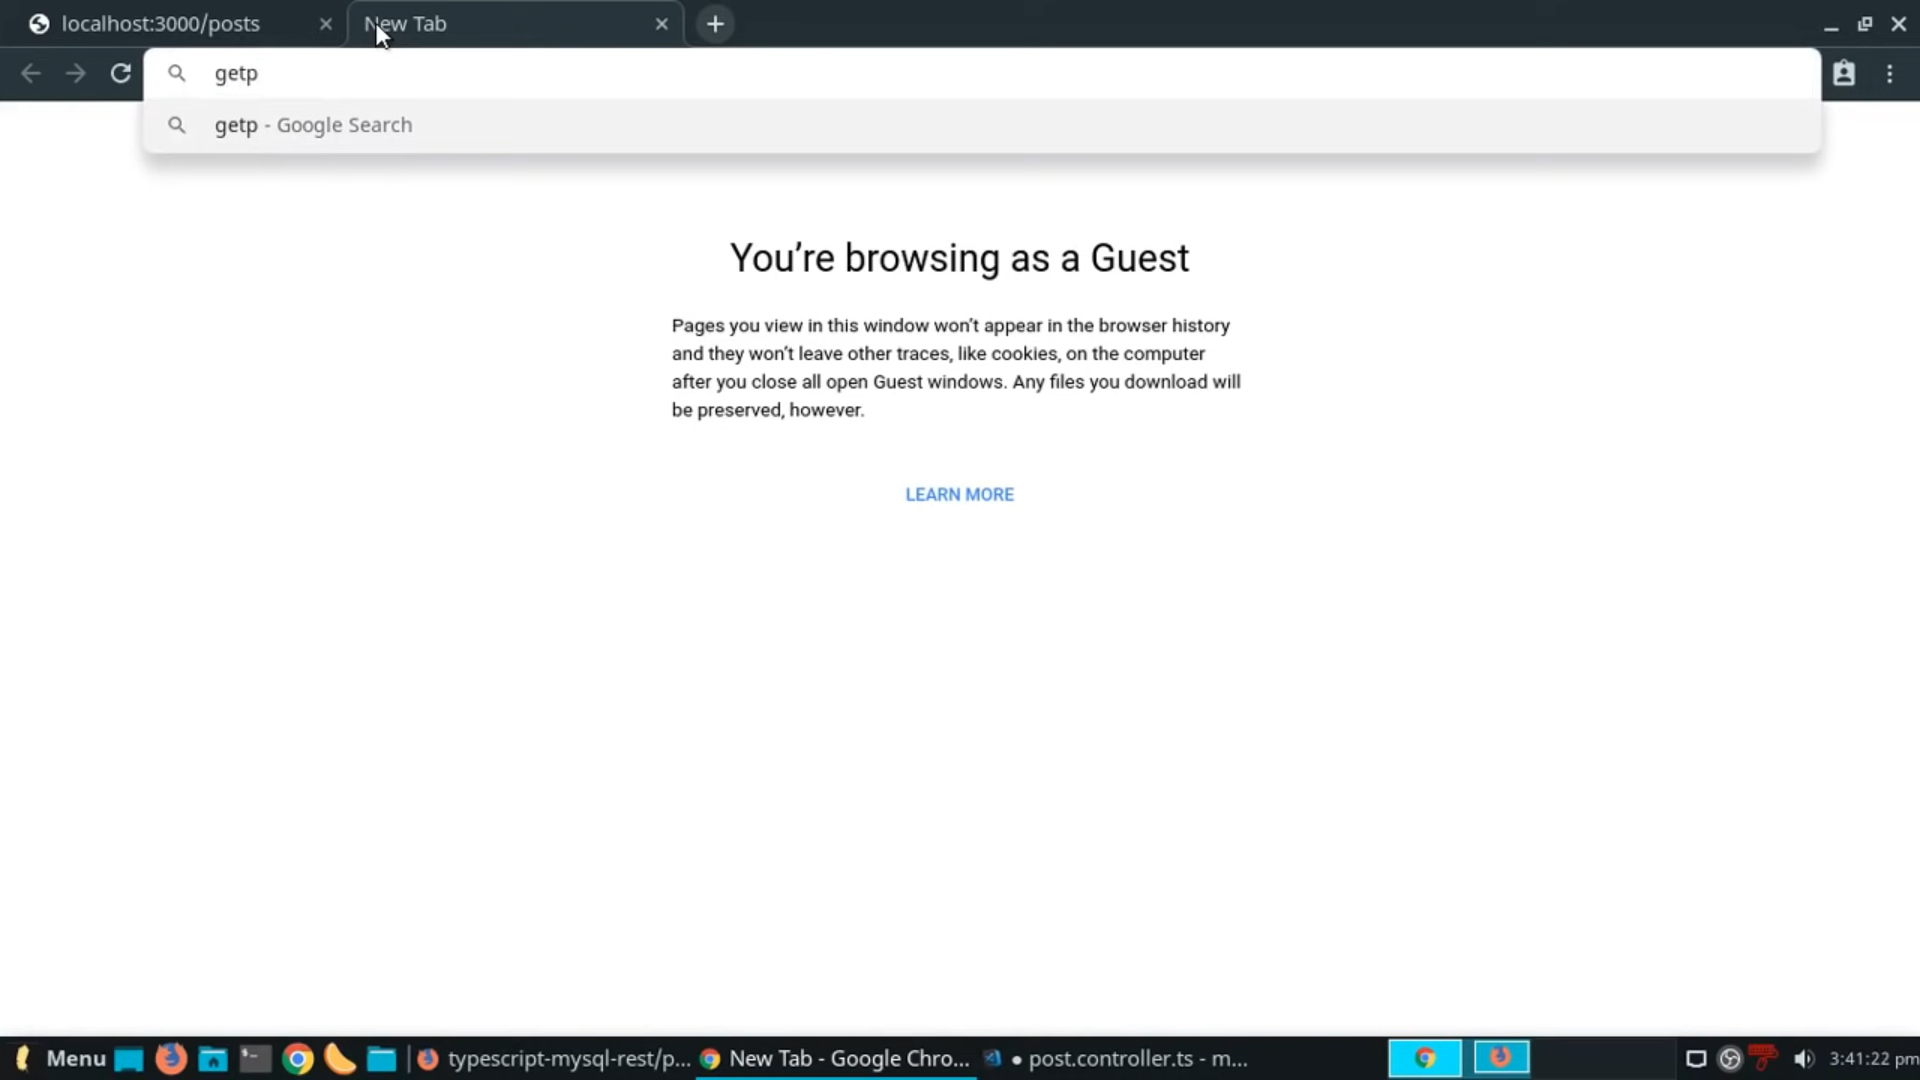 localhost:3000/posts
New Tab
getp
getp - Google Search
You’re browsing as a Guest
Pages you view in this window won’t appear in the browser history
and they won’t leave other traces, like cookies, on the computer
after you close all open Guest windows. Any files you download will
be preserved, however.
LEARN MORE
Menu
typescript-mysql-rest/p...
New Tab - Google Chro...
● post.controller.ts - m...
3:41:22 pm